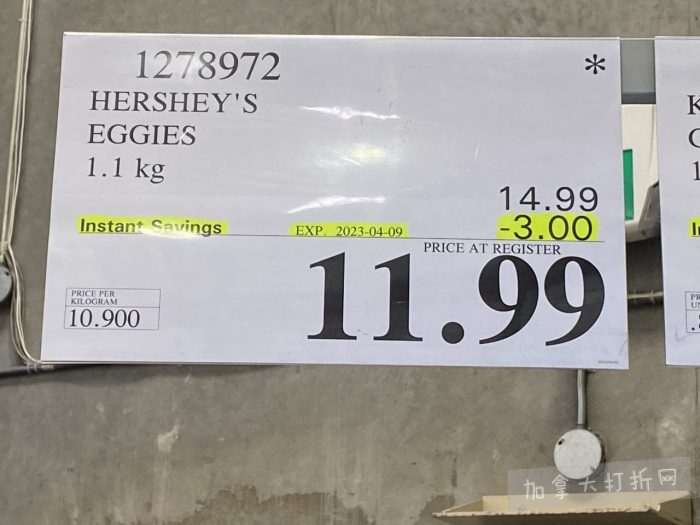 1278972 *
HERSHEY'S
EGGIES
1.1 kg
14.99
Instant Savings EXP. 2023-04-09 -3.00
PRICE AT REGISTER
11.99
PRICE PER
KILOGRAM
10.900
加拿大打折网